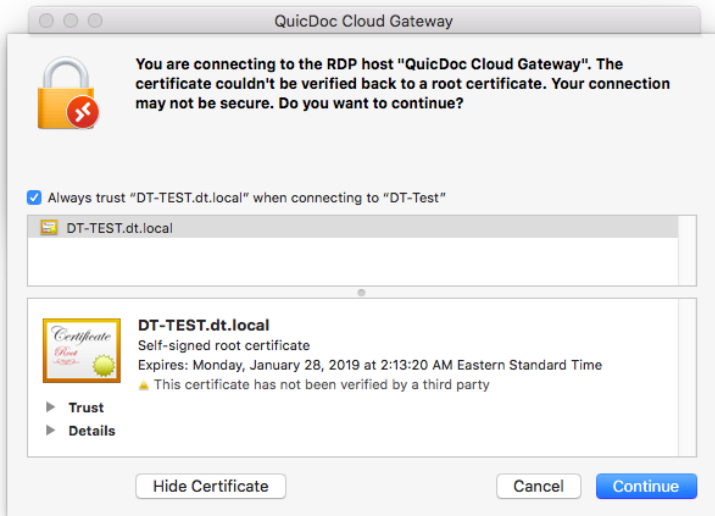 QuicDoc Cloud Gateway
You are connecting to the RDP host "QuicDoc Cloud Gateway". The
certificate couldn't be verified back to a root certificate. Your connection
may not be secure. Do you want to continue?
Always trust “DT-TEST.dt.local” when connecting to “DT-Test”
DT-TEST.dt.local
Certificate
Root
DT-TEST.dt.local
Self-signed root certificate
Expires: Monday, January 28, 2019 at 2:13:20 AM Eastern Standard Time
This certificate has not been verified by a third party
Trust
Details
Hide Certificate
Cancel
Continue